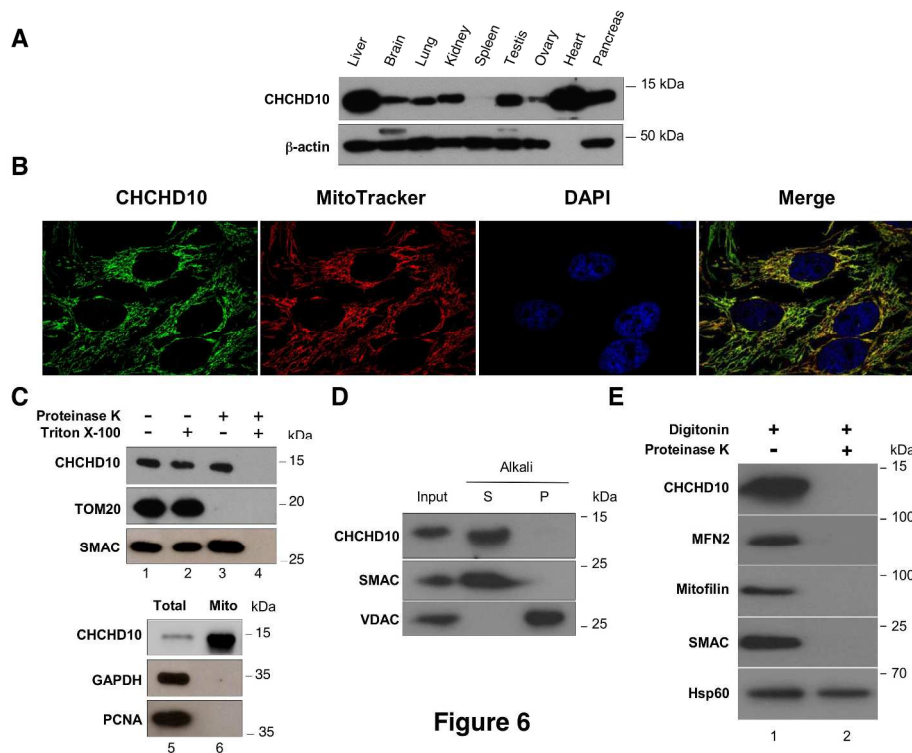 A
Liver Brain Lung Kidney Spleen Testis Ovary Heart Pancreas
CHCHD10
15 kDa
β-actin
50 kDa
B
CHCHD10 MitoTracker DAPI Merge
C
Proteinase K – – + +
Triton X-100 – + – +
kDa
CHCHD10
15
TOM20
20
SMAC
25
1 2 3 4
Total Mito kDa
CHCHD10
15
GAPDH
35
PCNA
35
5 6
D
Alkali
Input S P kDa
15
CHCHD10
25
SMAC
VDAC
25
E
Digitonin + +
Proteinase K - +
kDa
15
CHCHD10
100
MFN2
100
Mitofilin
25
SMAC
70
Hsp60
1 2
Figure 6